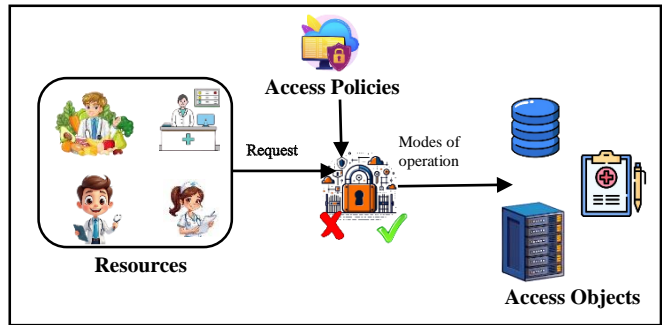 Access Policies
Request
Modes of
operation
Resources
Access Objects